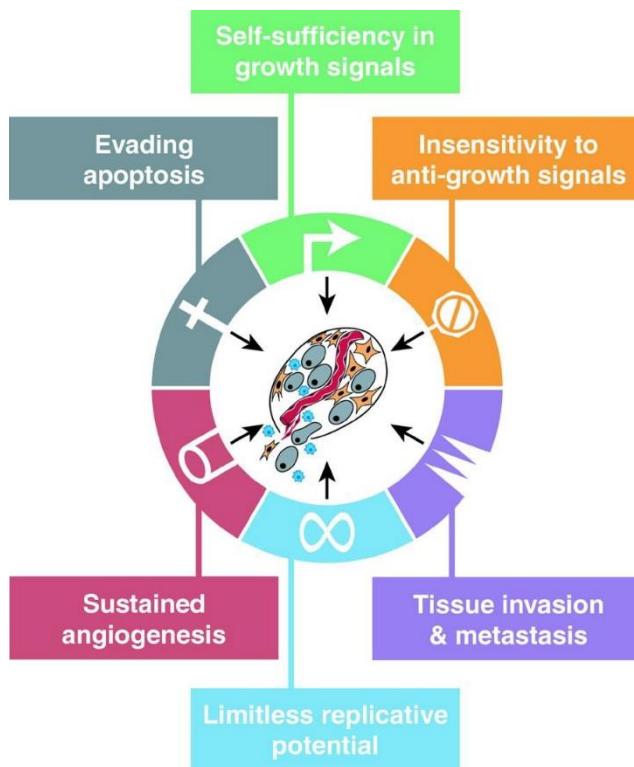 Self-sufficiency in
growth signals
Evading
apoptosis
Insensitivity to
anti-growth signals
Sustained
angiogenesis
Tissue invasion
& metastasis
Limitless replicative
potential